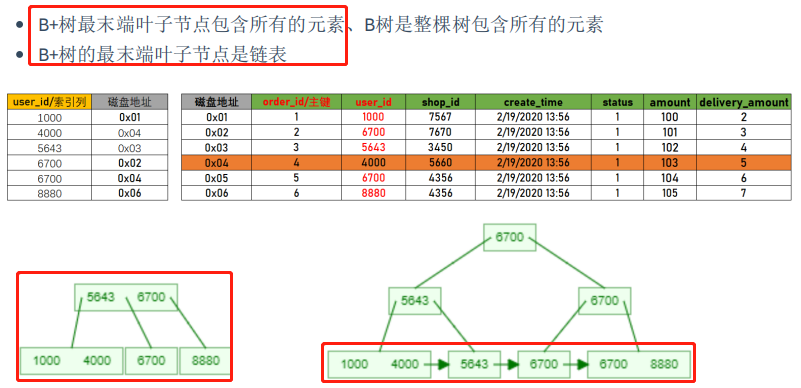 B+树最末端叶子节点包含所有的元素、B树是整棵树包含所有的元素
B+树的最末端叶子节点是链表
user_id/索引列 磁盘地址
1000 0x01
4000 0x04
5643 0x03
6700 0x02
6700 0x04
8880 0x06
磁盘地址 order_id/主键 user_id shop_id create_time status amount delivery_amount
0x01 1 1000 7567 2/19/2020 13:56 1 100 2
0x02 2 6700 7670 2/19/2020 13:56 1 101 3
0x03 3 5643 3450 2/19/2020 13:56 1 102 4
0x04 4 4000 5660 2/19/2020 13:56 1 103 5
0x05 5 6700 4356 2/19/2020 13:56 1 104 6
0x06 6 8880 4356 2/19/2020 13:56 1 105 7
5643 6700
1000 4000 6700 8880
6700
5643 6700
1000 4000 5643 6700 6700 8880